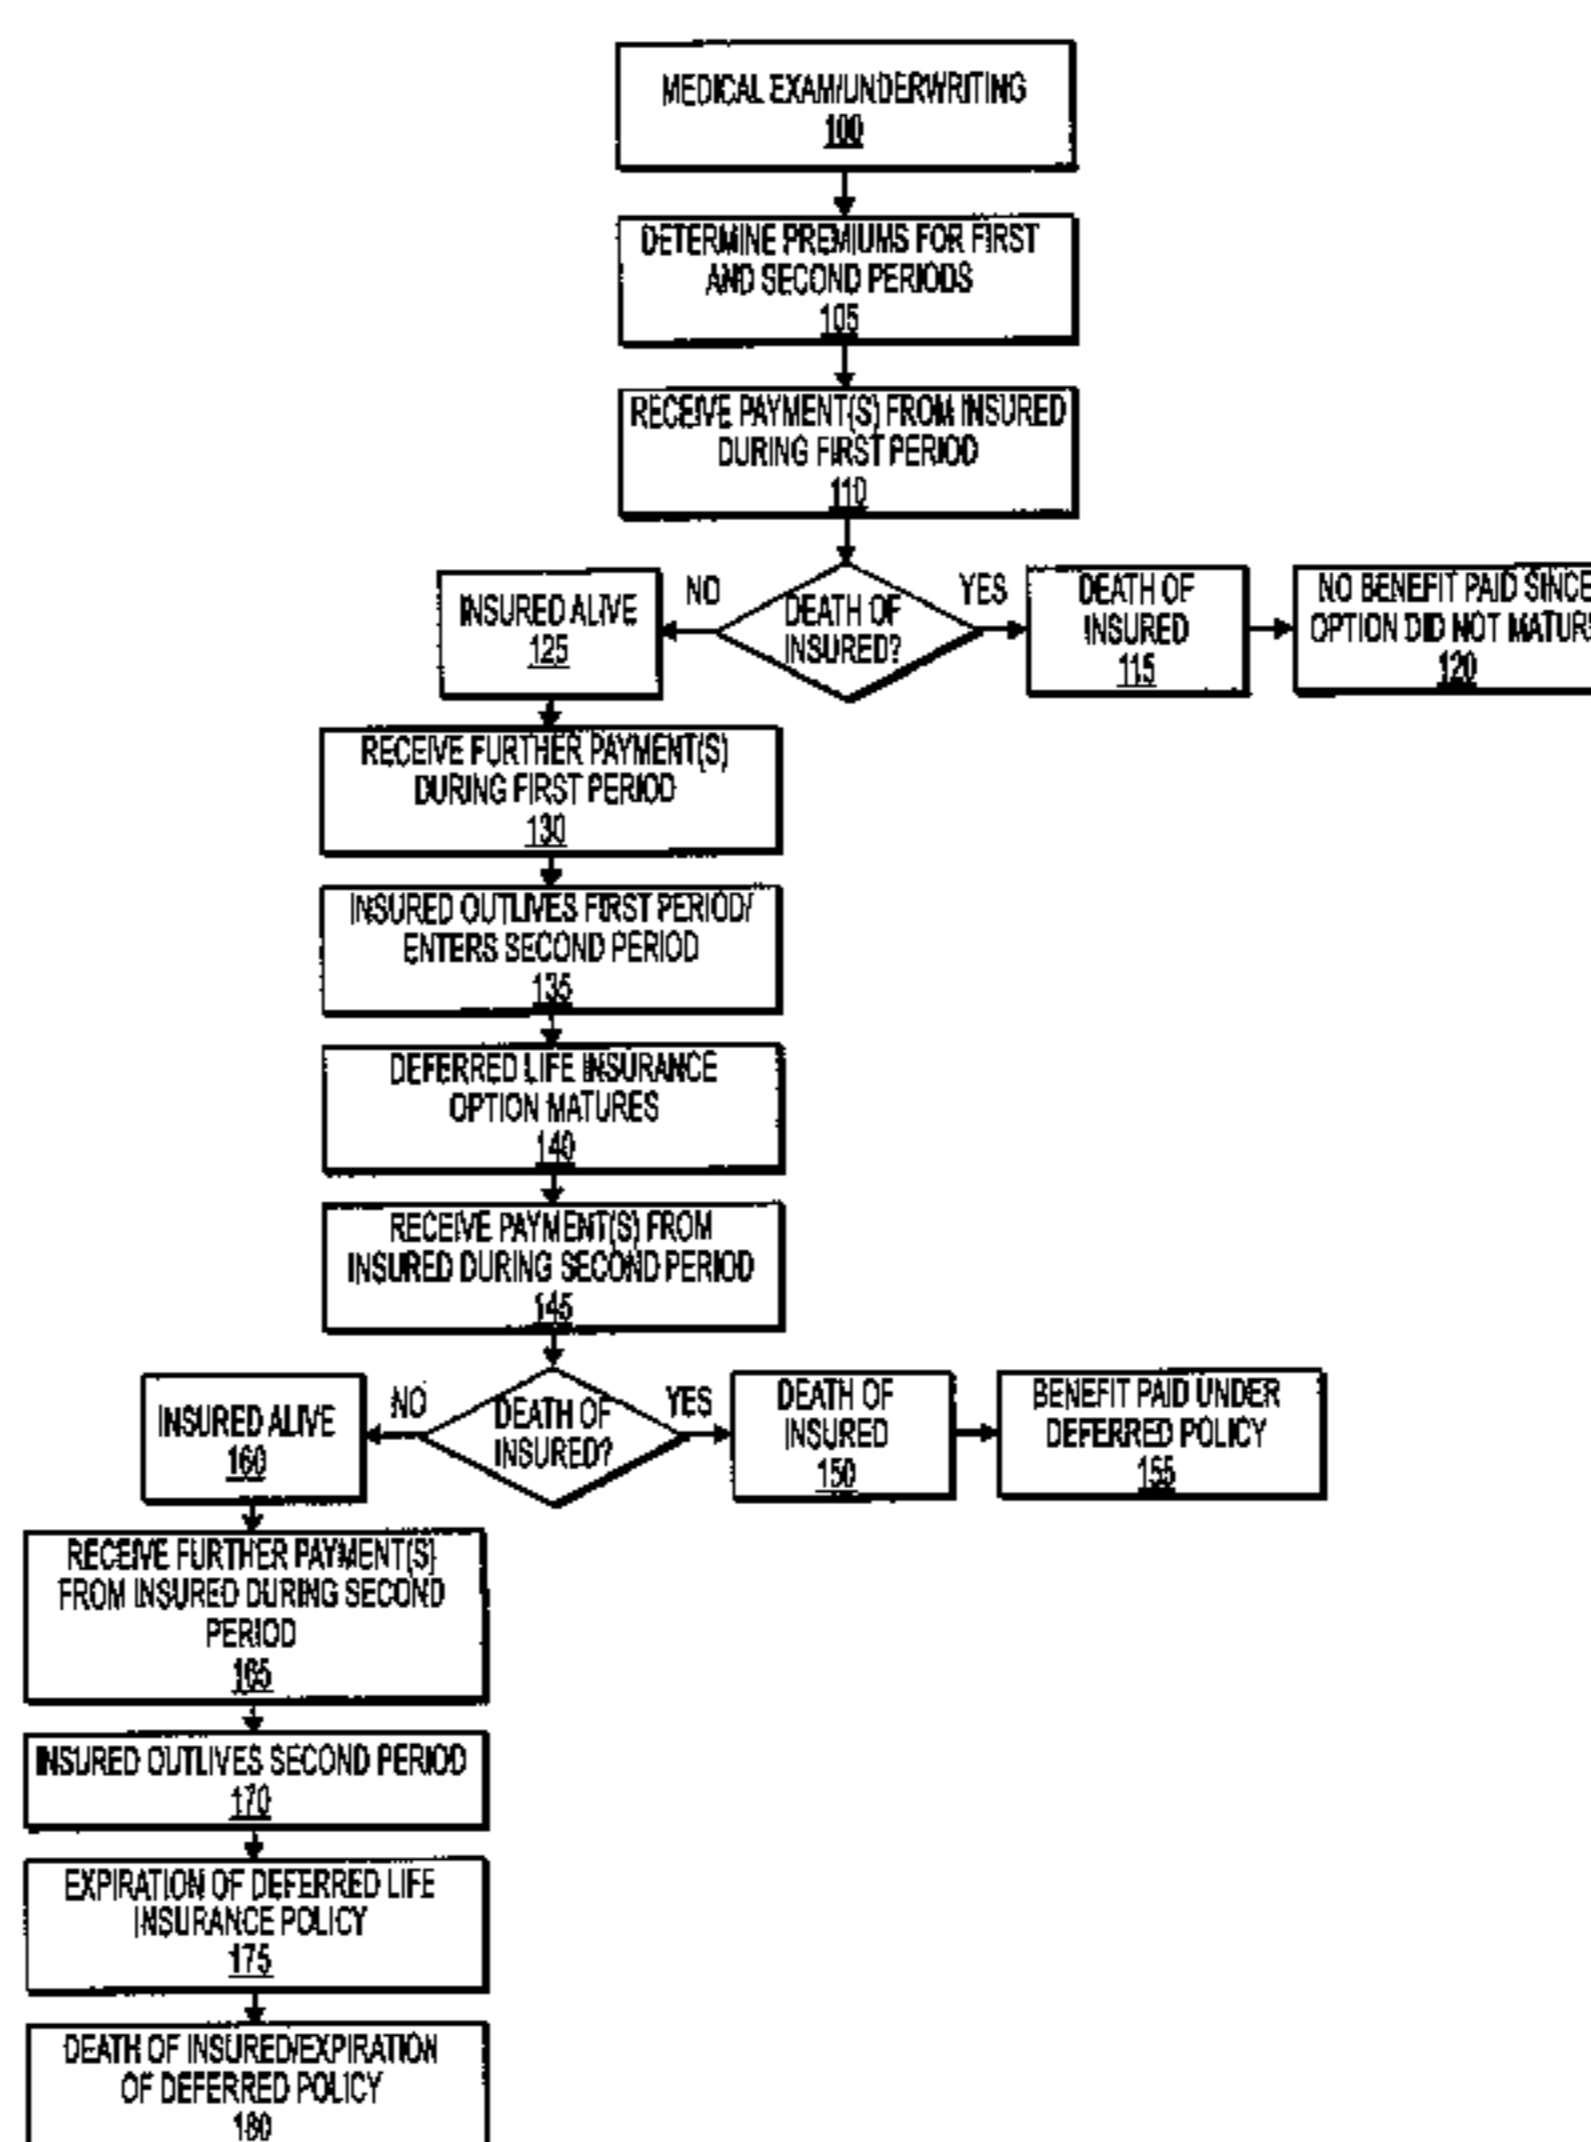 MEDICAL EXAM/UNDERWRITING
100
DETERMINE PREMIUMS FOR FIRST
AND SECOND PERIODS
105
RECEIVE PAYMENT(S) FROM INSURED
DURING FIRST PERIOD
110
DEATH OF
INSURED?
NO
YES
INSURED ALIVE
125
DEATH OF
INSURED
115
NO BENEFIT PAID SINCE
OPTION DID NOT MATURE
120
RECEIVE FURTHER PAYMENT(S)
DURING FIRST PERIOD
130
INSURED OUTLIVES FIRST PERIOD/
ENTERS SECOND PERIOD
135
DEFERRED LIFE INSURANCE
OPTION MATURES
140
RECEIVE PAYMENT(S) FROM
INSURED DURING SECOND PERIOD
145
DEATH OF
INSURED?
NO
YES
INSURED ALIVE
160
DEATH OF
INSURED
150
BENEFIT PAID UNDER
DEFERRED POLICY
155
RECEIVE FURTHER PAYMENT(S)
FROM INSURED DURING SECOND
PERIOD
165
INSURED OUTLIVES SECOND PERIOD
170
EXPIRATION OF DEFERRED LIFE
INSURANCE POLICY
175
DEATH OF INSURED/EXPIRATION
OF DEFERRED POLICY
180